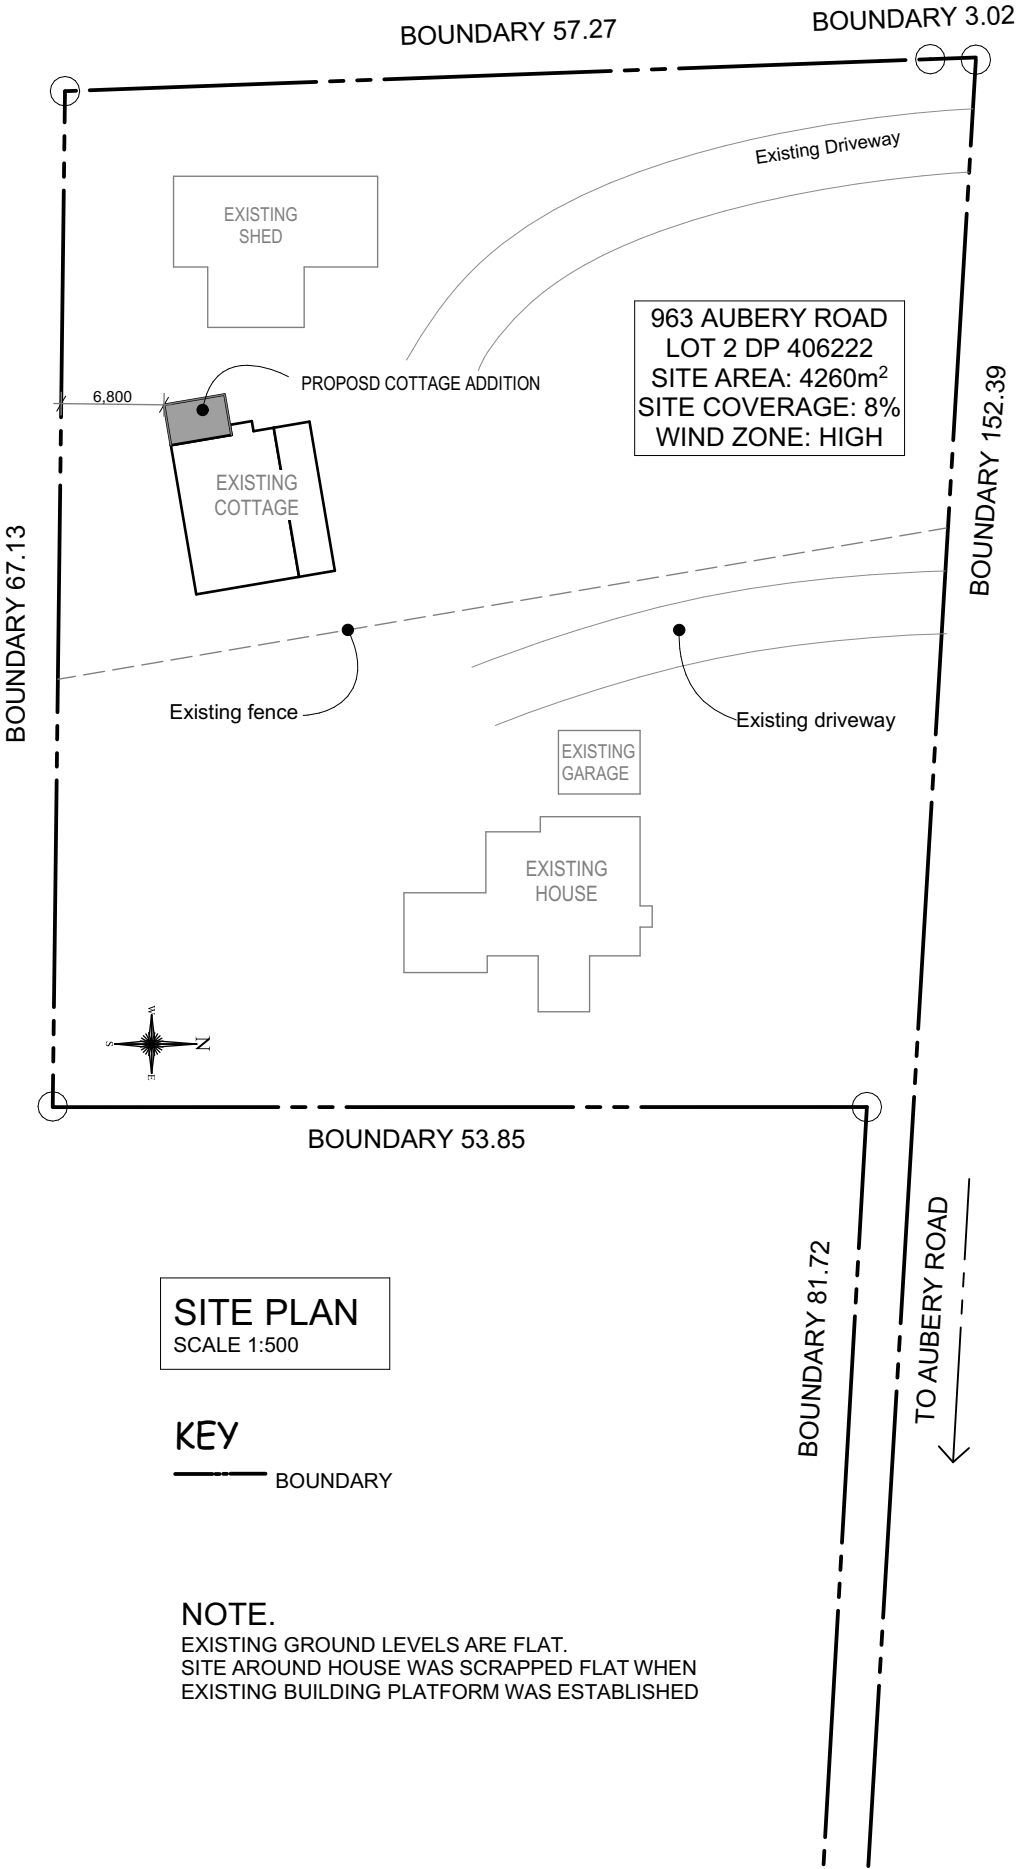 BOUNDARY 57.27
BOUNDARY 3.02
Existing Driveway
EXISTING
SHED
963 AUBERY ROAD
LOT 2 DP 406222
SITE AREA: 4260m²
SITE COVERAGE: 8%
WIND ZONE: HIGH
PROPOSD COTTAGE ADDITION
6,800
BOUNDARY 152.39
EXISTING
COTTAGE
BOUNDARY 67.13
Existing fence
Existing driveway
EXISTING
GARAGE
EXISTING
HOUSE
W
S
N
E
BOUNDARY 53.85
BOUNDARY 81.72
TO AUBERY ROAD
SITE PLAN
SCALE 1:500
KEY
BOUNDARY
NOTE.
EXISTING GROUND LEVELS ARE FLAT.
SITE AROUND HOUSE WAS SCRAPPED FLAT WHEN
EXISTING BUILDING PLATFORM WAS ESTABLISHED